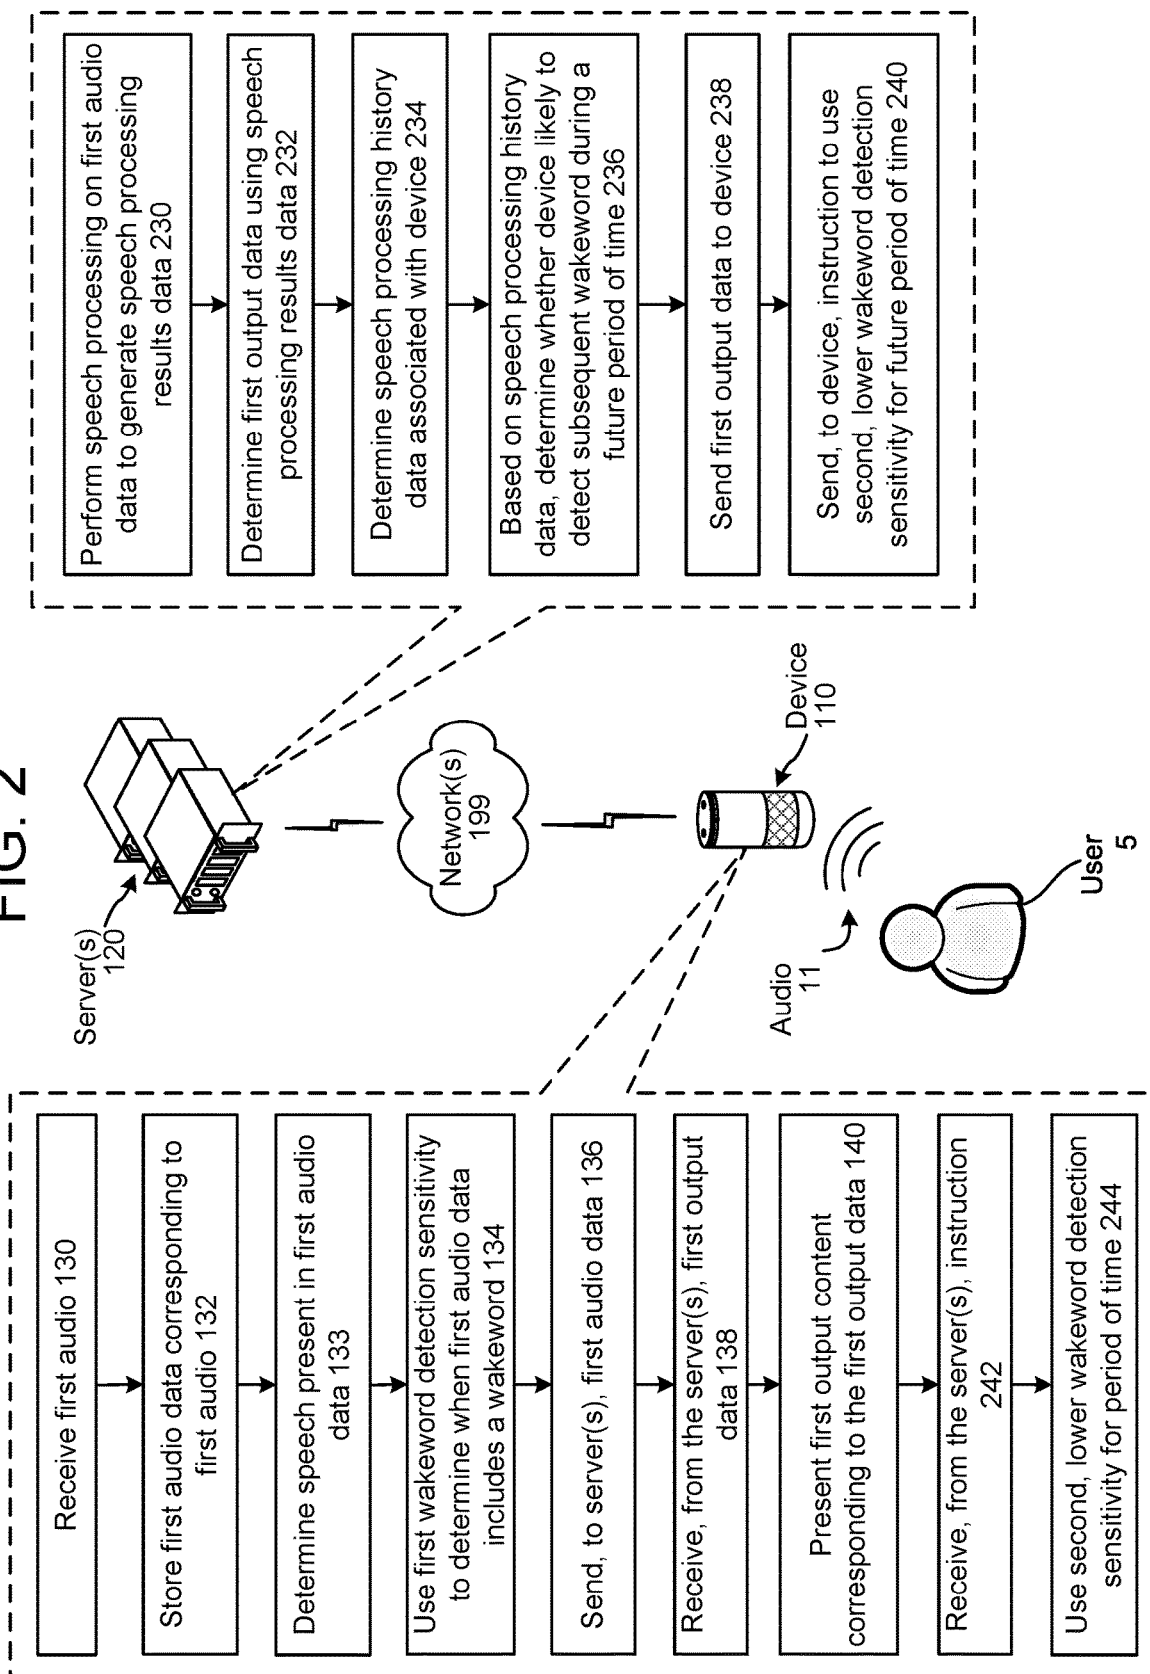 FIG. 2
Receive first audio 130
Store first audio data corresponding to
first audio 132
Determine speech present in first audio
data 133
Use first wakeword detection sensitivity
to determine when first audio data
includes a wakeword 134
Send, to server(s), first audio data 136
Receive, from the server(s), first output
data 138
Present first output content
corresponding to the first output data 140
Receive, from the server(s), instruction
242
Use second, lower wakeword detection
sensitivity for period of time 244
Server(s)
120
Network(s)
199
Device
110
Audio
11
User
5
Perform speech processing on first audio
data to generate speech processing
results data 230
Determine first output data using speech
processing results data 232
Determine speech processing history
data associated with device 234
Based on speech processing history
data, determine whether device likely to
detect subsequent wakeword during a
future period of time 236
Send first output data to device 238
Send, to device, instruction to use
second, lower wakeword detection
sensitivity for future period of time 240